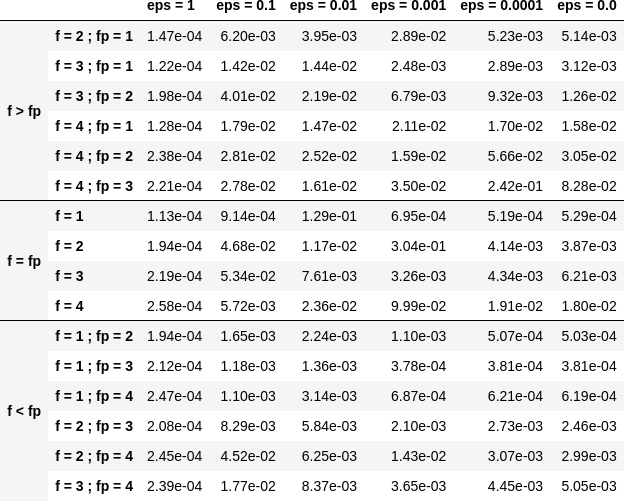 eps = 1 eps = 0.1 eps = 0.01 eps = 0.001 eps = 0.0001 eps = 0.0
f > fp
f = 2 ; fp = 1 1.47e-04 6.20e-03 3.95e-03 2.89e-02 5.23e-03 5.14e-03
f = 3 ; fp = 1 1.22e-04 1.42e-02 1.44e-02 2.48e-03 2.89e-03 3.12e-03
f = 3 ; fp = 2 1.98e-04 4.01e-02 2.19e-02 6.79e-03 9.32e-03 1.26e-02
f = 4 ; fp = 1 1.28e-04 1.79e-02 1.47e-02 2.11e-02 1.70e-02 1.58e-02
f = 4 ; fp = 2 2.38e-04 2.81e-02 2.52e-02 1.59e-02 5.66e-02 3.05e-02
f = 4 ; fp = 3 2.21e-04 2.78e-02 1.61e-02 3.50e-02 2.42e-01 8.28e-02
f = fp
f = 1 1.13e-04 9.14e-04 1.29e-01 6.95e-04 5.19e-04 5.29e-04
f = 2 1.94e-04 4.68e-02 1.17e-02 3.04e-01 4.14e-03 3.87e-03
f = 3 2.19e-04 5.34e-02 7.61e-03 3.26e-03 4.34e-03 6.21e-03
f = 4 2.58e-04 5.72e-03 2.36e-02 9.99e-02 1.91e-02 1.80e-02
f < fp
f = 1 ; fp = 2 1.94e-04 1.65e-03 2.24e-03 1.10e-03 5.07e-04 5.03e-04
f = 1 ; fp = 3 2.12e-04 1.18e-03 1.36e-03 3.78e-04 3.81e-04 3.81e-04
f = 1 ; fp = 4 2.47e-04 1.10e-03 3.14e-03 6.87e-04 6.21e-04 6.19e-04
f = 2 ; fp = 3 2.08e-04 8.29e-03 5.84e-03 2.10e-03 2.73e-03 2.46e-03
f = 2 ; fp = 4 2.45e-04 4.52e-02 6.25e-03 1.43e-02 3.07e-03 2.99e-03
f = 3 ; fp = 4 2.39e-04 1.77e-02 8.37e-03 3.65e-03 4.45e-03 5.05e-03